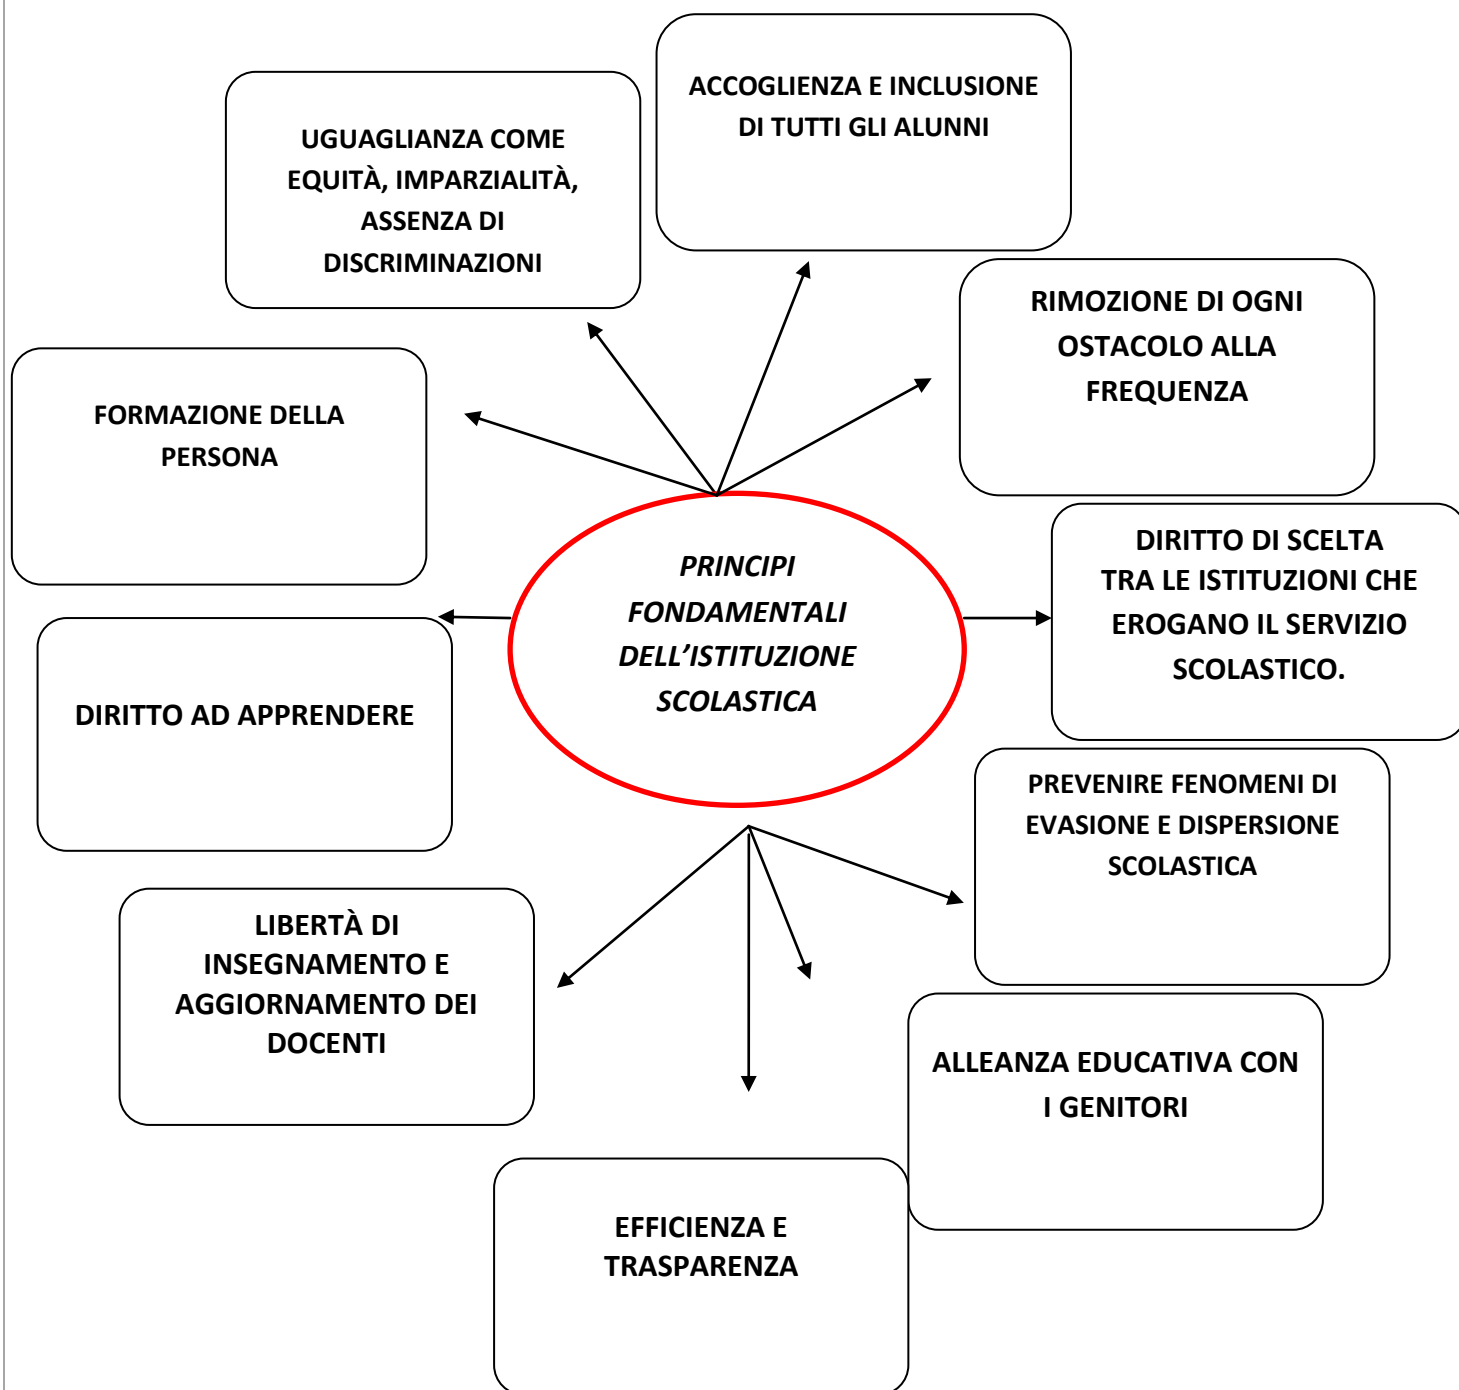 ACCOGLIENZA E INCLUSIONE
DI TUTTI GLI ALUNNI
UGUAGLIANZA COME
EQUITÀ, IMPARZIALITÀ,
ASSENZA DI
DISCRIMINAZIONI
RIMOZIONE DI OGNI
OSTACOLO ALLA
FREQUENZA
FORMAZIONE DELLA
PERSONA
PRINCIPI
FONDAMENTALI
DELL’ISTITUZIONE
SCOLASTICA
DIRITTO DI SCELTA
TRA LE ISTITUZIONI CHE
EROGANO IL SERVIZIO
SCOLASTICO.
DIRITTO AD APPRENDERE
PREVENIRE FENOMENI DI
EVASIONE E DISPERSIONE
SCOLASTICA
LIBERTÀ DI
INSEGNAMENTO E
AGGIORNAMENTO DEI
DOCENTI
ALLEANZA EDUCATIVA CON
I GENITORI
EFFICIENZA E
TRASPARENZA